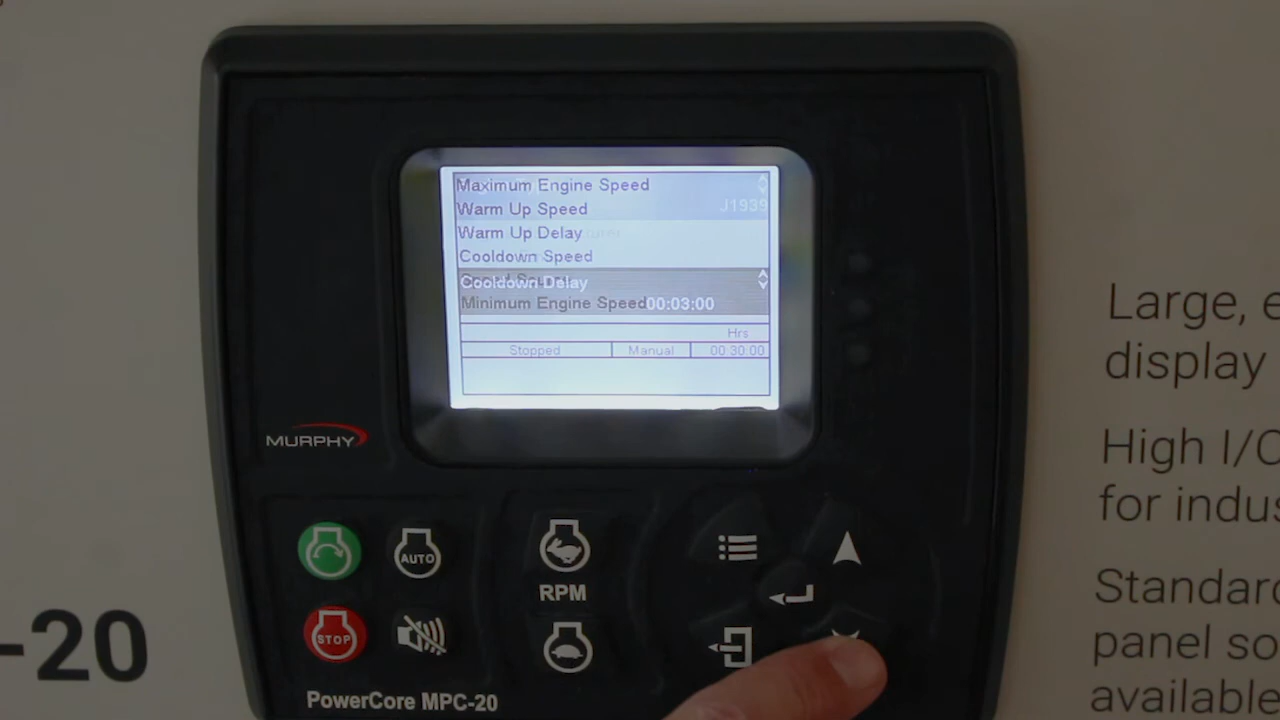 Maximum Engine Speed
Warm Up Speed
J1939
Warm Up Delay
Cooldown Speed
Cooldown Delay
Minimum Engine Speed
00:03:00
Hrs
Stopped
Manual
00:30:00
MURPHY
AUTO
STOP
RPM
PowerCore MPC-20
-20
Large, e
display
High I/O
for indus
Standard
panel so
available